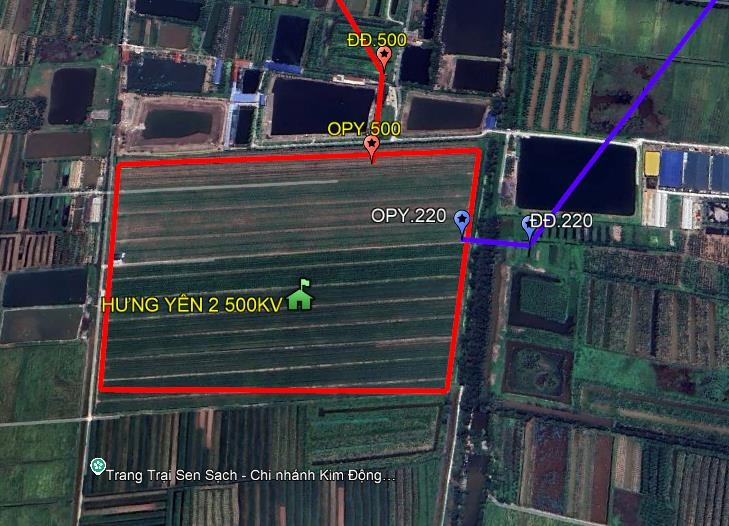 ĐĐ.500
OPY.500
OPY.220
ĐĐ.220
HƯNG YÊN 2 500KV
Trang Trại Sen Sạch - Chi nhánh Kim Động...